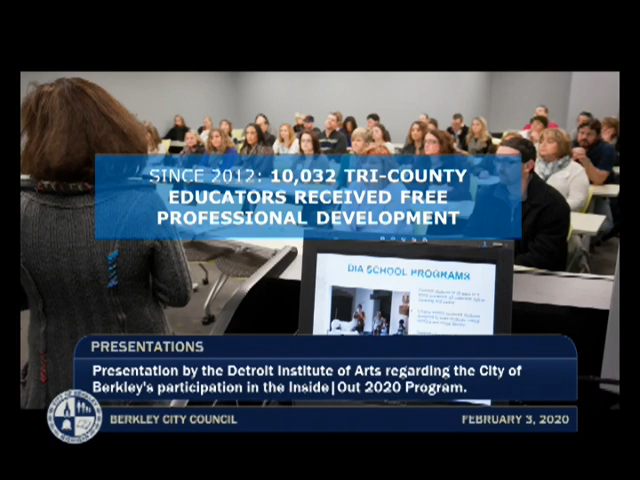 SINCE 2012: 10,032 TRI-COUNTY
EDUCATORS RECEIVED FREE
PROFESSIONAL DEVELOPMENT
DIA SCHOOL PROGRAMS
PRESENTATIONS
Presentation by the Detroit Institute of Arts regarding the City of
Berkley's participation in the Inside|Out 2020 Program.
BERKLEY CITY COUNCIL
FEBRUARY 3, 2020